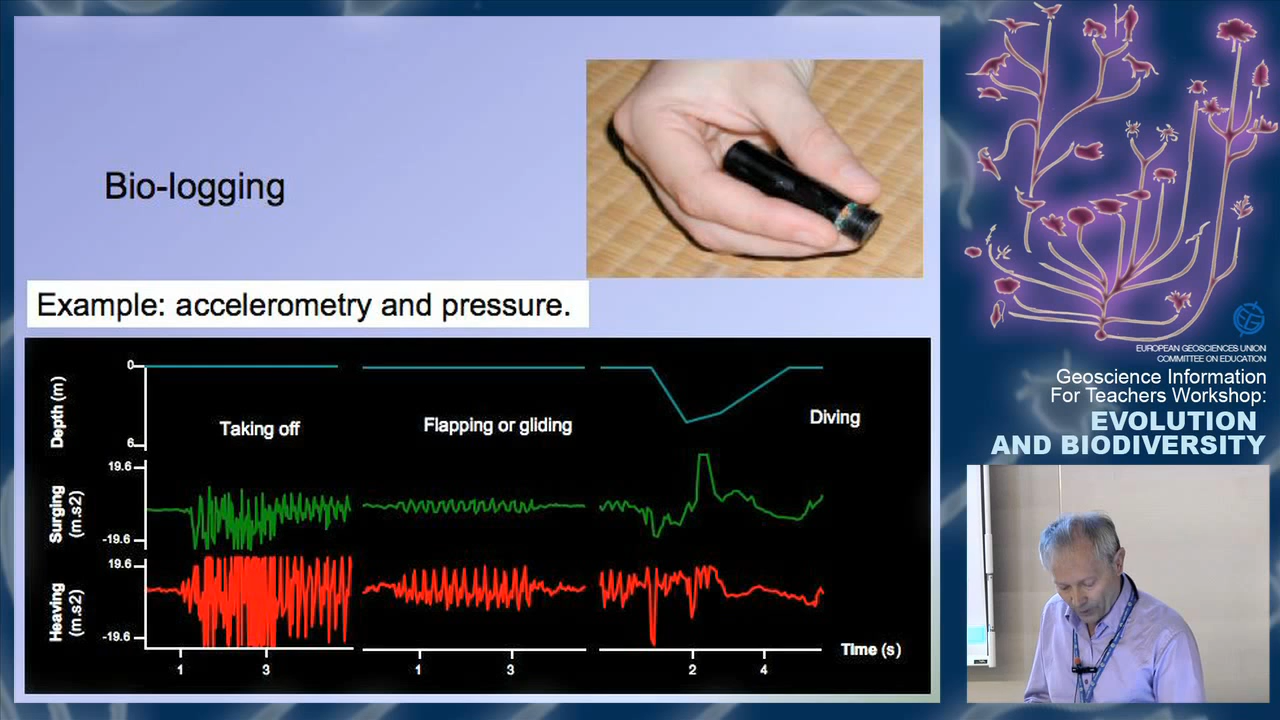 Bio-logging
Example: accelerometry and pressure.
Depth (m)
0
6
Taking off
Flapping or gliding
Diving
Surging
(m.s2)
19.6
-19.6
Heaving
(m.s2)
19.6
-19.6
1
3
1
3
2
4
Time (s)
EUROPEAN GEOSCIENCES UNION
COMMITTEE ON EDUCATION
Geoscience Information
For Teachers Workshop:
EVOLUTION
AND BIODIVERSITY